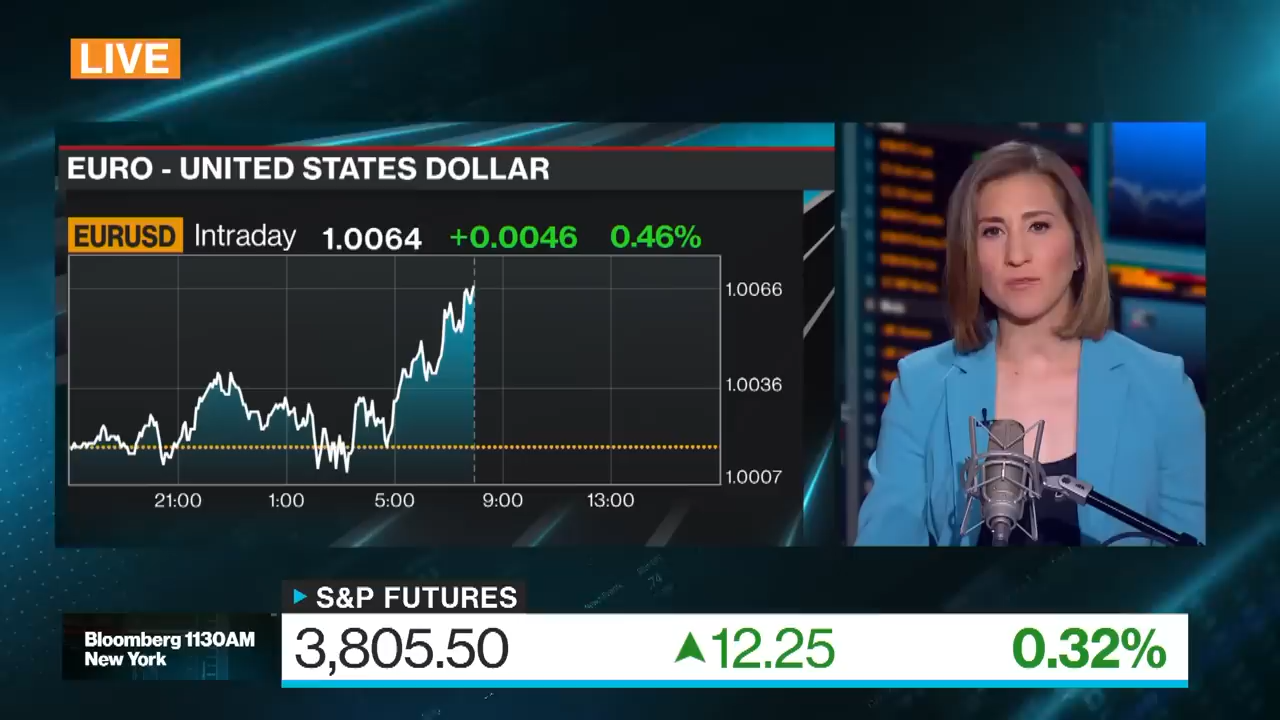 LIVE
EURO - UNITED STATES DOLLAR
EURUSD Intraday 1.0064 +0.0046 0.46%
1.0066
1.0036
1.0007
21:00 1:00 5:00 9:00 13:00
S&P FUTURES
Bloomberg 1130AM
New York
3,805.50 ▲12.25 0.32%